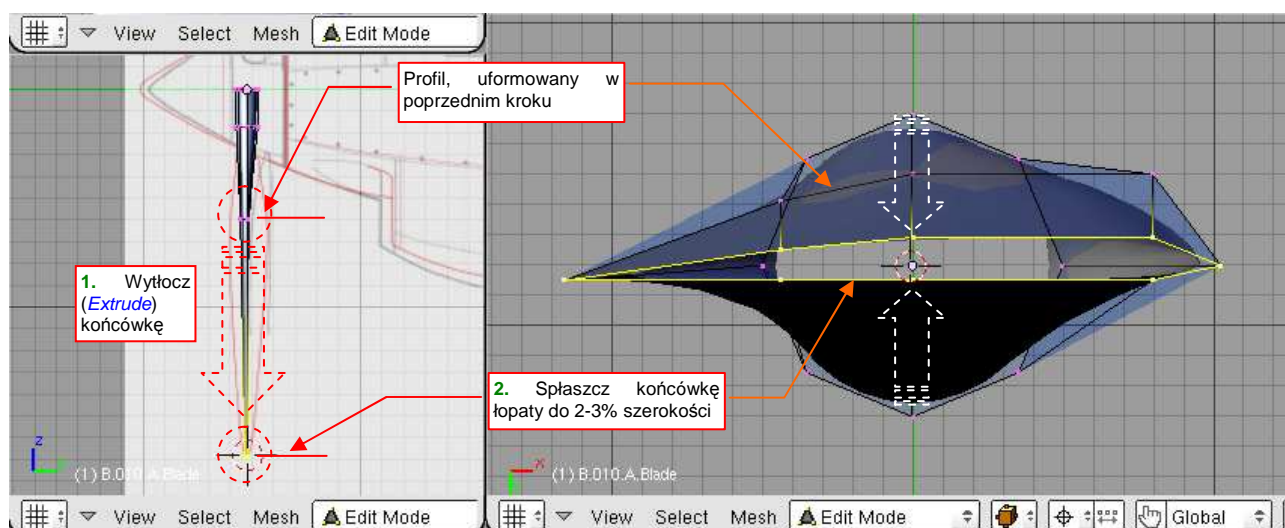 View Select Mesh Edit Mode
Profil, uformowany w
poprzednim kroku
1. Wytłocz
(Extrude)
końcówkę
2. Spłaszcz końcówkę
łopaty do 2-3% szerokości
z
(1) B.010.A.Blade
x
(1) B.010.A.Blade
View Select Mesh Edit Mode
View Select Mesh Edit Mode Global